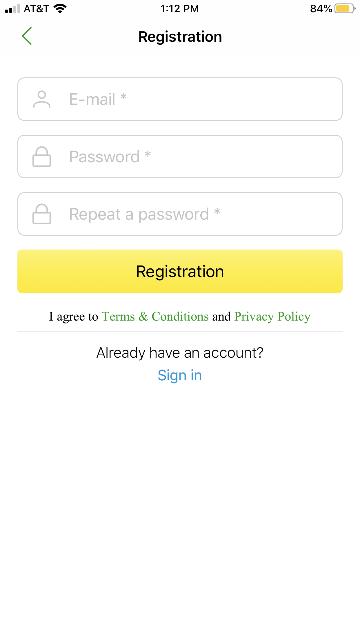 AT&T 1:12 PM 84%
Registration
E-mail *
Password *
Repeat a password *
Registration
I agree to Terms & Conditions and Privacy Policy
Already have an account?
Sign in